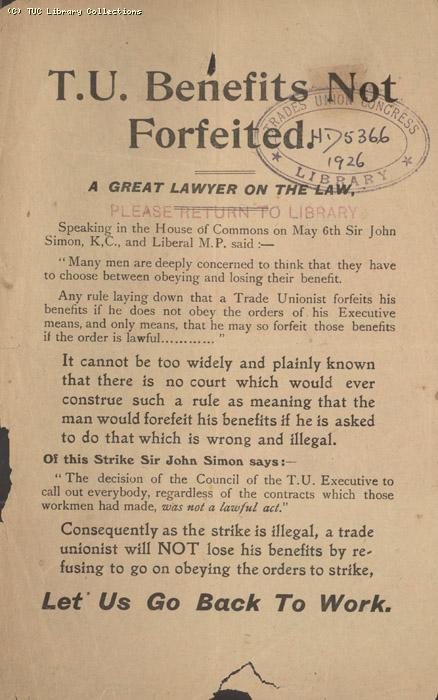 (C) TUC Library Collections
T.U. Benefits Not
Forfeited.
TRADES UNION CONGRESS
HD5366
1926
LIBRARY
A GREAT LAWYER ON THE LAW,
PLEASE RETURN TO LIBRARY
Speaking in the House of Commons on May 6th Sir John
Simon, K,C., and Liberal M.P. said :—
"Many men are deeply concerned to think that they have
to choose between obeying and losing their benefit.
Any rule laying down that a Trade Unionist forfeits his
benefits if he does not obey the orders of his Executive
means, and only means, that he may so forfeit those benefits
if the order is lawful............ "
It cannot be too widely and plainly known
that there is no court which would ever
construe such a rule as meaning that the
man would forefeit his benefits if he is asked
to do that which is wrong and illegal.
Of this Strike Sir John Simon says:—
"The decision of the Council of the T.U. Executive to
call out everybody, regardless of the contracts which those
workmen had made, was not a lawful act."
Consequently as the strike is illegal, a trade
unionist will NOT lose his benefits by re-
fusing to go on obeying the orders to strike,
Let Us Go Back To Work.